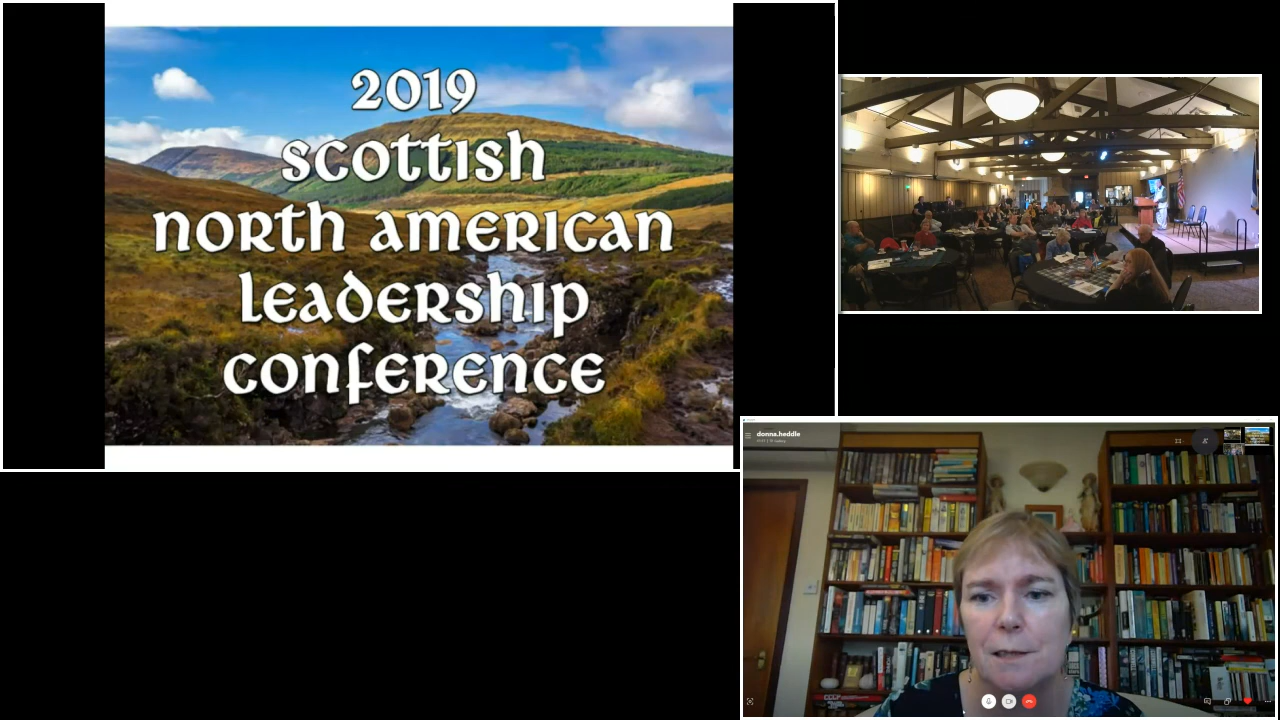 2019
scottish
north american
leadership
conference
donna.heddle